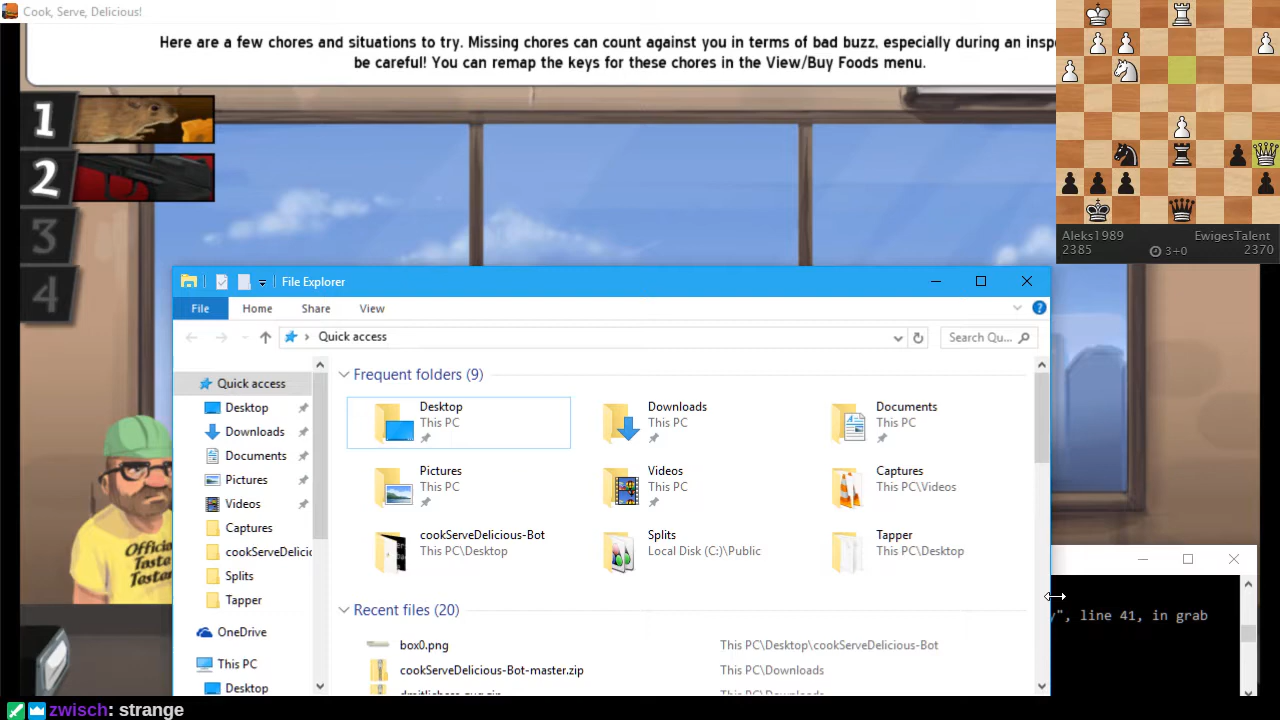 Cook, Serve, Delicious!
Here are a few chores and situations to try. Missing chores can count against you in terms of bad buzz, especially during an insp
be careful! You can remap the keys for these chores in the View/Buy Foods menu.
1
2
3
4
Aleks1989
EwigesTalent
2385
3+0
2370
File Explorer
File
Home
Share
View
Quick access
Search Qu...
Quick access
Desktop
Downloads
Documents
Pictures
Videos
Captures
cookServeDelicio
Splits
Tapper
OneDrive
This PC
Desktop
Frequent folders (9)
Desktop
This PC
Downloads
This PC
Documents
This PC
Pictures
This PC
Videos
This PC
Captures
This PC\Videos
cookServeDelicious-Bot
This PC\Desktop
Splits
Local Disk (C:)\Public
Tapper
This PC\Desktop
Recent files (20)
box0.png
This PC\Desktop\cookServeDelicious-Bot
cookServeDelicious-Bot-master.zip
This PC\Downloads
This PC\Downloads
Official
Taste
Tester
y", line 41, in grab
zwisch: strange